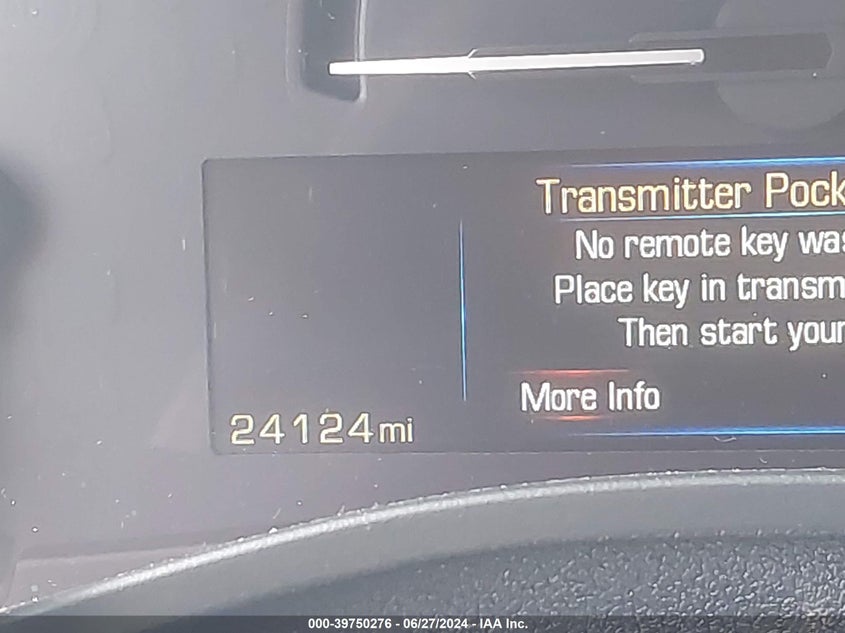 Transmitter Pock
No remote key was
Place key in transm
Then start your
More Info
24124mi
000-39750276 - 06/27/2024 - IAA Inc.